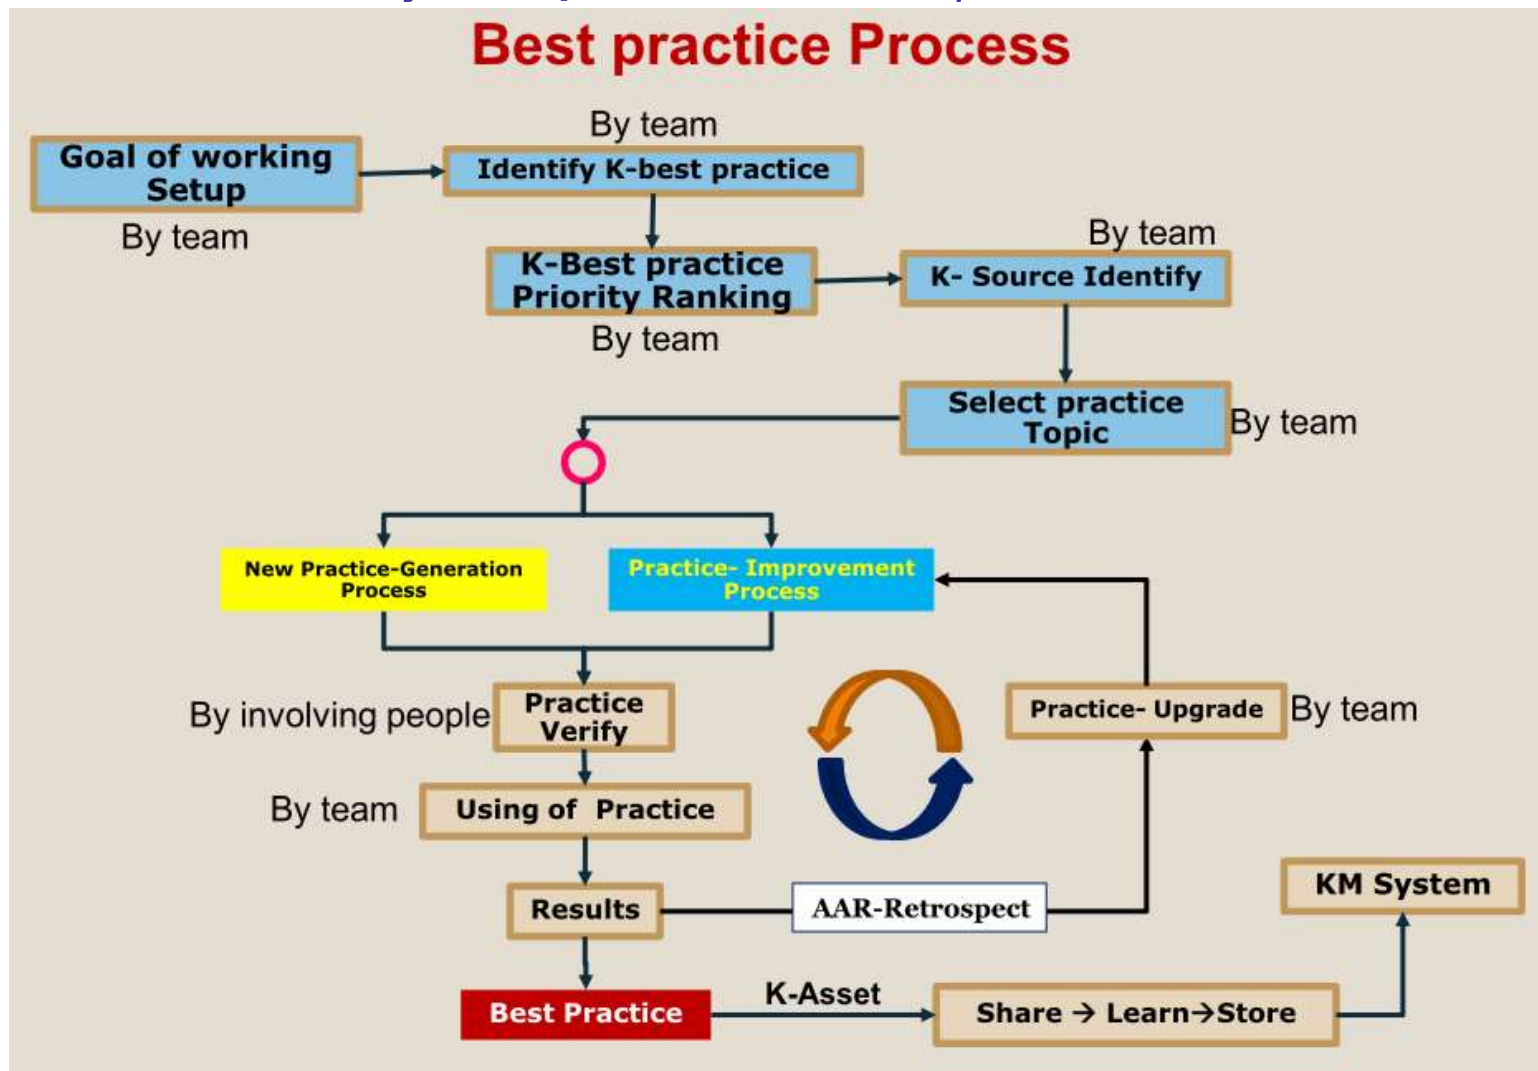 Best practice Process
By team
Goal of working
Setup
By team
Identify K-best practice
K-Best practice
Priority Ranking
By team
By team
K- Source Identify
Select practice
Topic
By team
New Practice-Generation
Process
Practice- Improvement
Process
By involving people
Practice
Verify
Practice- Upgrade
By team
By team
Using of Practice
Results
AAR-Retrospect
KM System
Best Practice
K-Asset
Share → Learn→Store